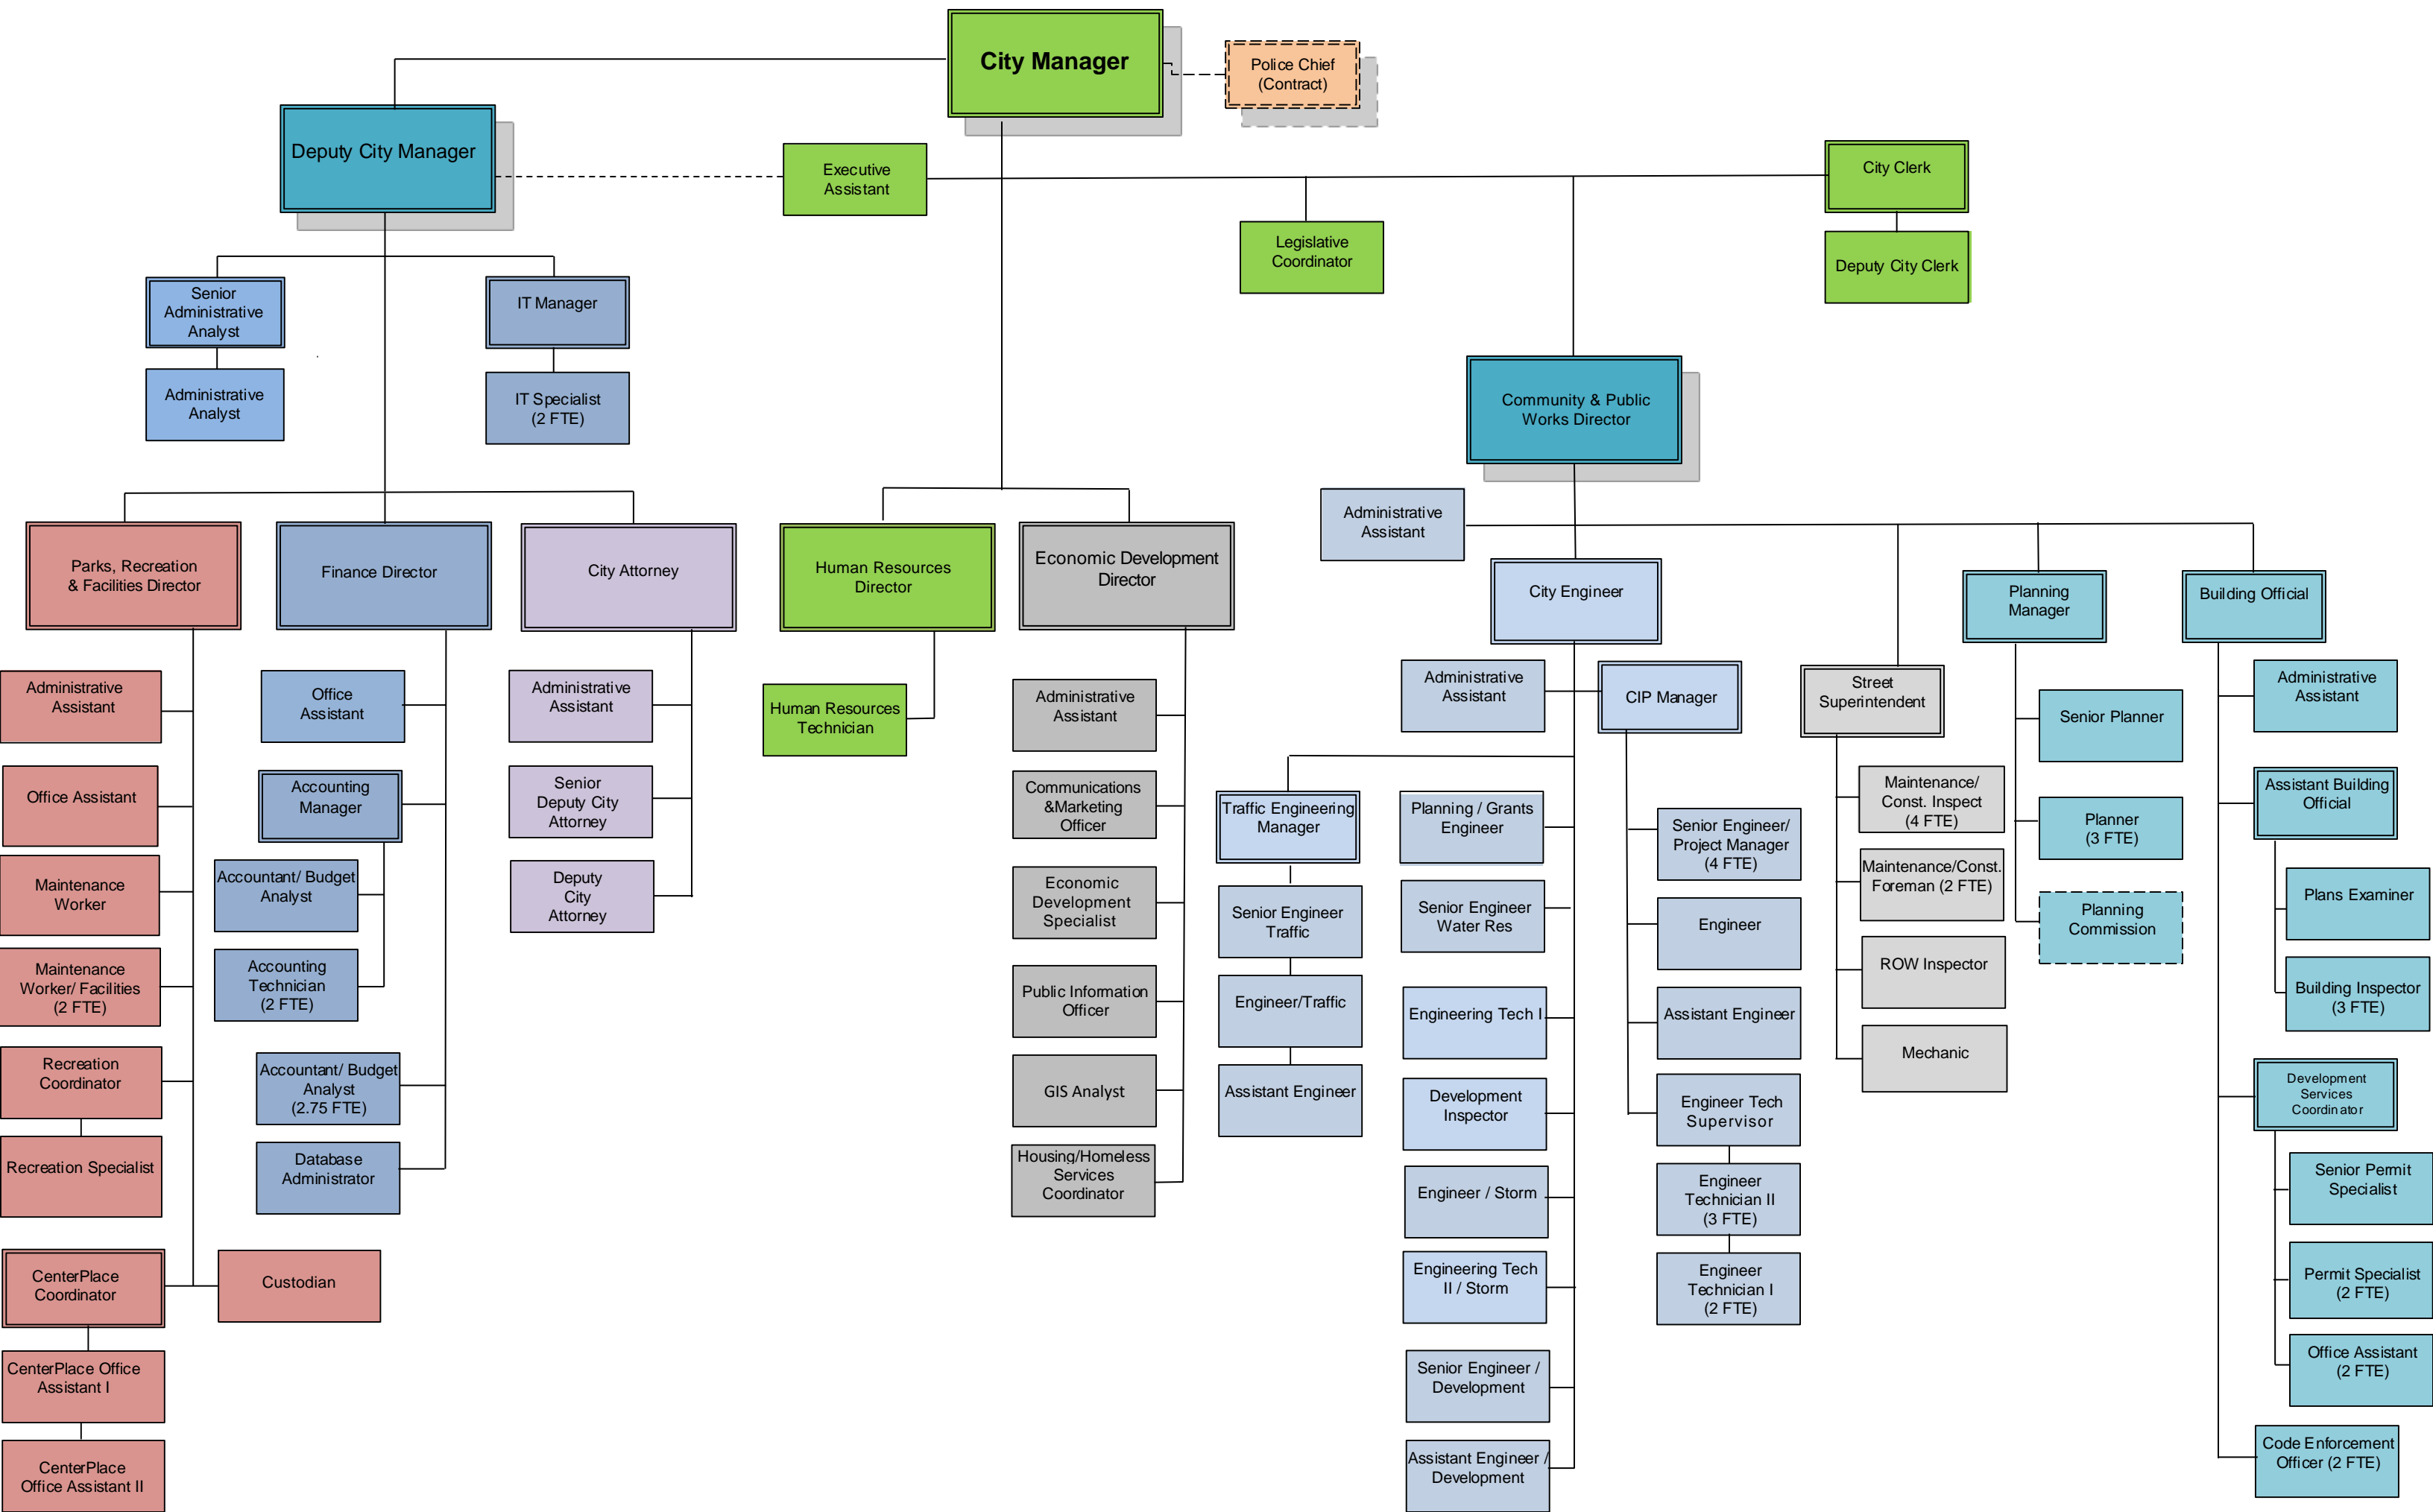 City Manager
Police Chief
(Contract)
Deputy City Manager
Executive
Assistant
City Clerk
Legislative
Coordinator
Deputy City Clerk
Senior
Administrative
Analyst
IT Manager
Administrative
Analyst
IT Specialist
(2 FTE)
Community & Public
Works Director
Administrative
Assistant
Parks, Recreation
& Facilities Director
Finance Director
City Attorney
Human Resources
Director
Economic Development
Director
City Engineer
Planning
Manager
Building Official
Administrative
Assistant
Office Assistant
Maintenance
Worker
Maintenance
Worker/ Facilities
(2 FTE)
Recreation
Coordinator
Recreation Specialist
CenterPlace
Coordinator
Custodian
CenterPlace Office
Assistant I
CenterPlace
Office Assistant II
Office
Assistant
Accounting
Manager
Accountant/ Budget
Analyst
Accounting
Technician
(2 FTE)
Accountant/ Budget
Analyst
(2.75 FTE)
Database
Administrator
Administrative
Assistant
Senior
Deputy City
Attorney
Deputy
City
Attorney
Human Resources
Technician
Administrative
Assistant
Communications
&Marketing
Officer
Economic
Development
Specialist
Public Information
Officer
GIS Analyst
Housing/Homeless
Services
Coordinator
Administrative
Assistant
CIP Manager
Traffic Engineering
Manager
Senior Engineer
Traffic
Engineer/Traffic
Assistant Engineer
Planning / Grants
Engineer
Senior Engineer
Water Res
Engineering Tech I
Development
Inspector
Engineer / Storm
Engineering Tech
II / Storm
Senior Engineer /
Development
Assistant Engineer /
Development
Senior Engineer/
Project Manager
(4 FTE)
Engineer
Assistant Engineer
Engineer Tech
Supervisor
Engineer
Technician II
(3 FTE)
Engineer
Technician I
(2 FTE)
Street
Superintendent
Maintenance/
Const. Inspect
(4 FTE)
Maintenance/Const.
Foreman (2 FTE)
ROW Inspector
Mechanic
Senior Planner
Planner
(3 FTE)
Planning
Commission
Administrative
Assistant
Assistant Building
Official
Plans Examiner
Building Inspector
(3 FTE)
Development
Services
Coordinator
Senior Permit
Specialist
Permit Specialist
(2 FTE)
Office Assistant
(2 FTE)
Code Enforcement
Officer (2 FTE)